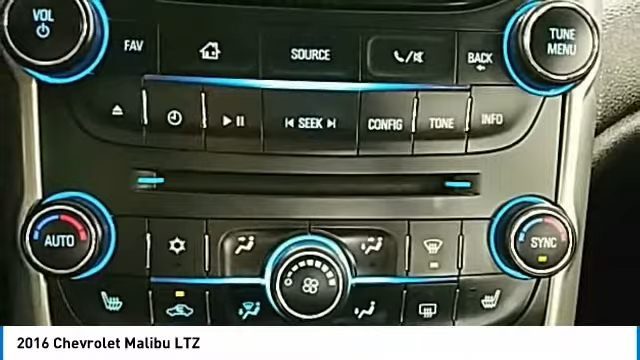 VOL
FAV
SOURCE
BACK
TUNE
MENU
SEEK
CONFIG
TONE
INFO
AUTO
SYNC
2016 Chevrolet Malibu LTZ